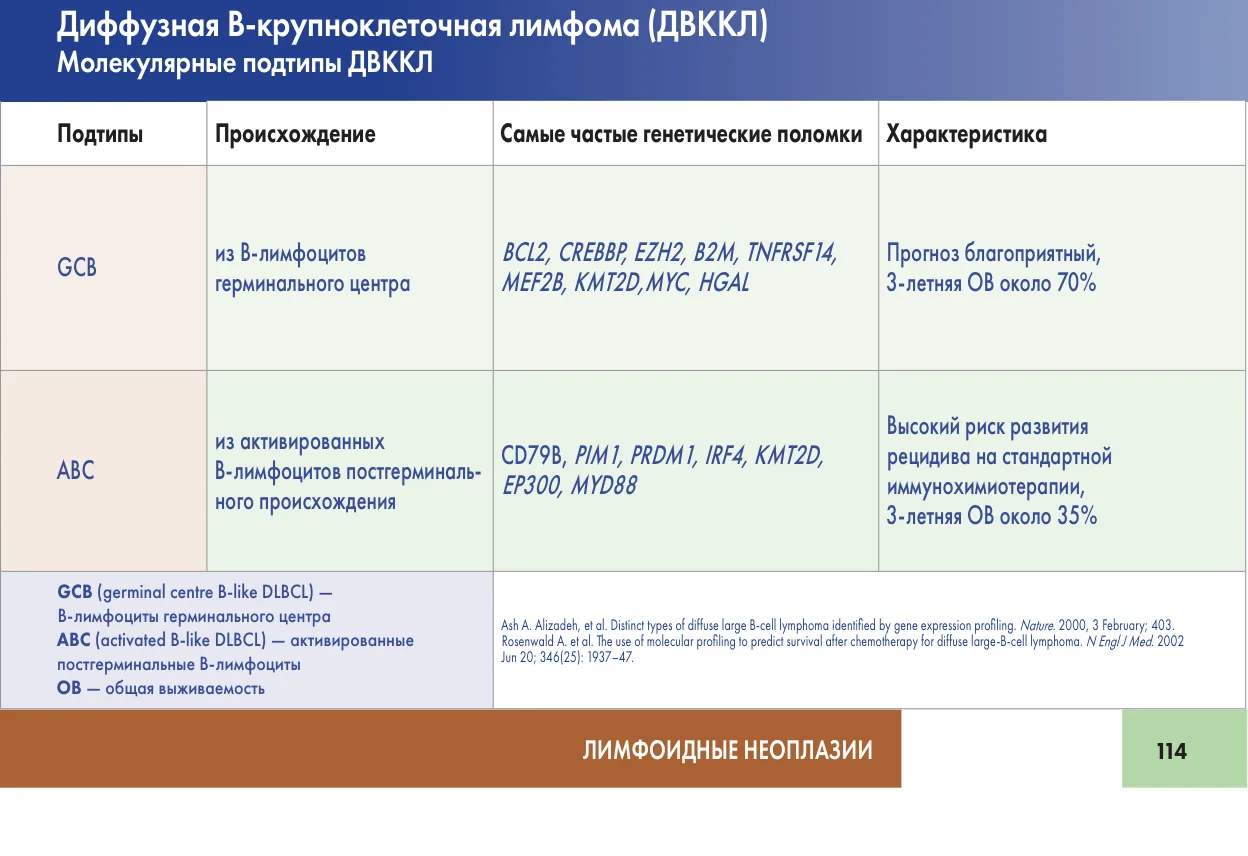 Диффузная В-крупноклеточная лимфома (ДВККЛ)
Молекулярные подтипы ДВККЛ
Подтипы
Происхождение
Самые частые генетические поломки
Характеристика
GCB
из В-лимфоцитов
герминального центра
BCL2, CREBBP, EZH2, B2M, TNFRSF14,
MEF2B, KMT2D, MYC, HGAL
Прогноз благоприятный,
3-летняя ОВ около 70%
ABC
из активированных
В-лимфоцитов постгерминаль-
ного происхождения
CD79B, PIM1, PRDM1, IRF4, KMT2D,
EP300, MYD88
Высокий риск развития
рецидива на стандартной
иммунохимиотерапии,
3-летняя ОВ около 35%
GCB (germinal centre B-like DLBCL) —
В-лимфоциты герминального центра
ABC (activated B-like DLBCL) — активированные
постгерминальные В-лимфоциты
ОВ — общая выживаемость
Ash A. Alizadeh, et al. Distinct types of diffuse large B-cell lymphoma identified by gene expression profiling. Nature. 2000, 3 February; 403.
Rosenwald A. et al. The use of molecular profiling to predict survival after chemotherapy for diffuse large-B-cell lymphoma. N Engl J Med. 2002
Jun 20; 346(25): 1937–47.
ЛИМФОИДНЫЕ НЕОПЛАЗИИ
114